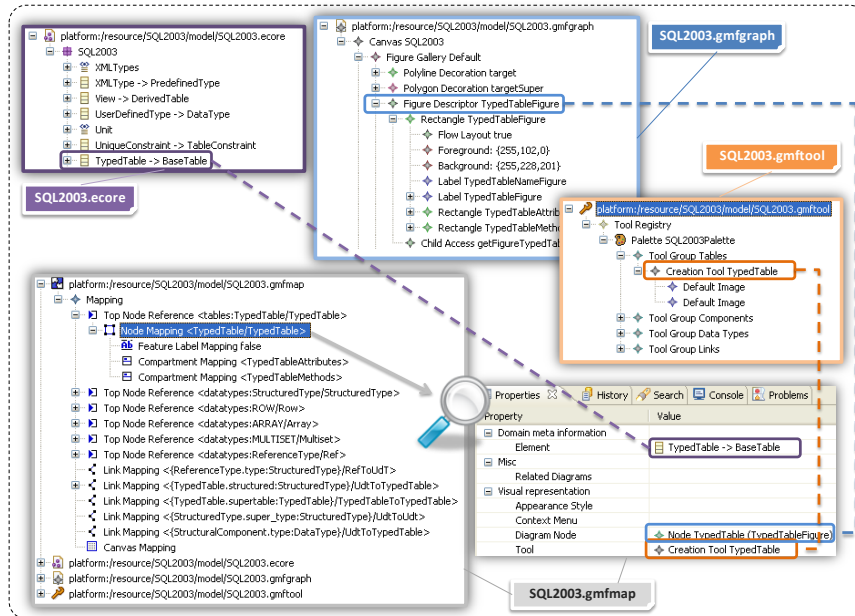 platform:/resource/SQL2003/model/SQL2003.ecore
SQL2003
XMLTypes
XMLType -> PredefinedType
View -> DerivedTable
UserDefinedType -> DataType
Unit
UniqueConstraint -> TableConstraint
TypedTable -> BaseTable
SQL2003.ecore
platform:/resource/SQL2003/model/SQL2003.gmfgraph
Canvas SQL2003
Figure Gallery Default
Polyline Decoration target
Polygon Decoration targetSuper
Figure Descriptor TypedTableFigure
Rectangle TypedTableFigure
Flow Layout true
Foreground: {255,102,0}
Background: {255,228,201}
Label TypedTableNameFigure
Label TypedTableFigure
Rectangle TypedTableAttrib
Rectangle TypedTableMetho
Child Access getFigureTypedTa
SQL2003.gmfgraph
SQL2003.gmftool
platform:/resource/SQL2003/model/SQL2003.gmftool
Tool Registry
Palette SQL2003Palette
Tool Group Tables
Creation Tool TypedTable
Default Image
Default Image
Tool Group Components
Tool Group Data Types
Tool Group Links
platform:/resource/SQL2003/model/SQL2003.gmfmap
Mapping
Top Node Reference <tables:TypedTable/TypedTable>
Node Mapping <TypedTable/TypedTable>
Feature Label Mapping false
Compartment Mapping <TypedTableAttributes>
Compartment Mapping <TypedTableMethods>
Top Node Reference <datatypes:StructuredType/StructuredType>
Top Node Reference <datatypes:ROW/Row>
Top Node Reference <datatypes:ARRAY/Array>
Top Node Reference <datatypes:MULTISET/Multiset>
Top Node Reference <datatypes:ReferenceType/Ref>
Link Mapping <{ReferenceType.type:StructuredType}/RefToUdT>
Link Mapping <{TypedTable.structured:StructuredType}/UdtToTypedTable>
Link Mapping <{TypedTable.supertable:TypedTable}/TypedTableToTypedTable>
Link Mapping <{StructuredType.super_type:StructuredType}/UdtToUdt>
Link Mapping <{StructuralComponent.type:DataType}/UdtToTypedTable>
Canvas Mapping
platform:/resource/SQL2003/model/SQL2003.ecore
platform:/resource/SQL2003/model/SQL2003.gmfgraph
platform:/resource/SQL2003/model/SQL2003.gmftool
Properties History Search Console Problems
Property Value
Domain meta information
Element TypedTable -> BaseTable
Misc
Related Diagrams
Visual representation
Appearance Style
Context Menu
Diagram Node Node TypedTable (TypedTableFigure)
Tool Creation Tool TypedTable
SQL2003.gmfmap